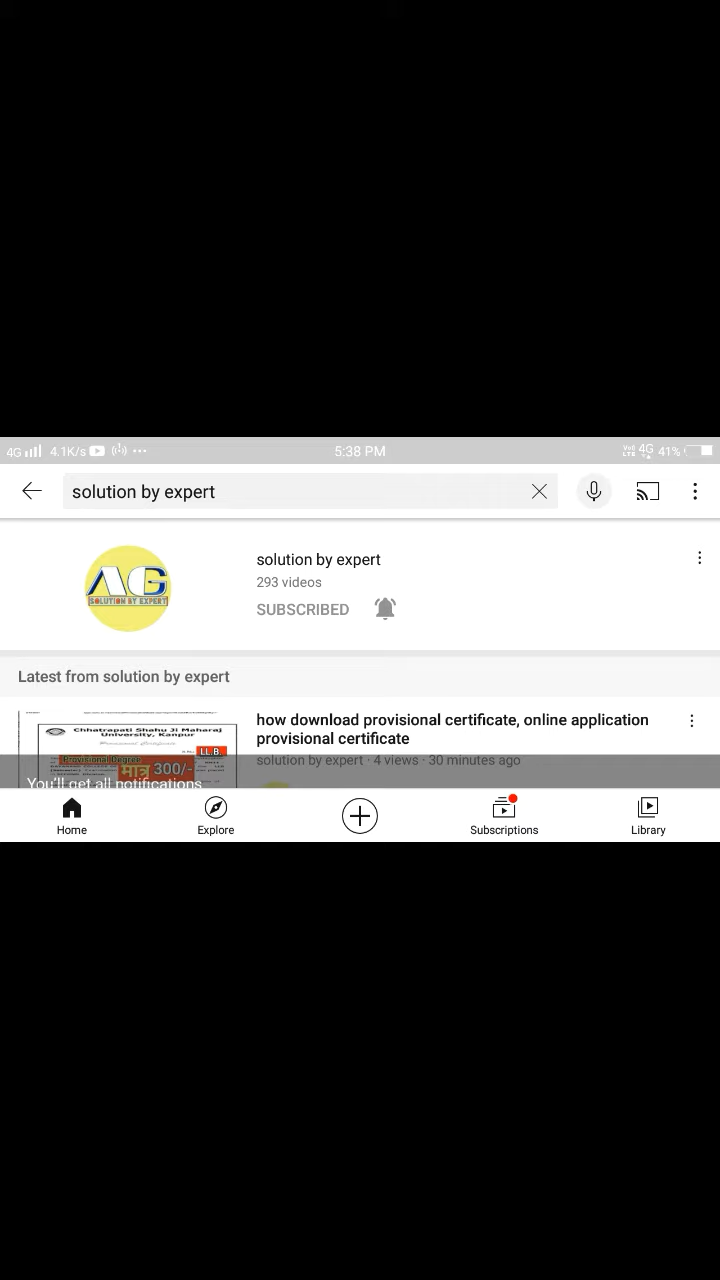 4G 4.1K/s 5:38 PM VoD LTE 4G 41%
solution by expert
AG
SOLUTION BY EXPERT
solution by expert
293 videos
SUBSCRIBED
Latest from solution by expert
Chhatrapati Shahu Ji Maharaj
University, Kanpur
LL.B.
Provisional Degree
मात्र 300/-
how download provisional certificate, online application
provisional certificate
solution by expert · 4 views · 30 minutes ago
You'll get all notifications
Home Explore Subscriptions Library